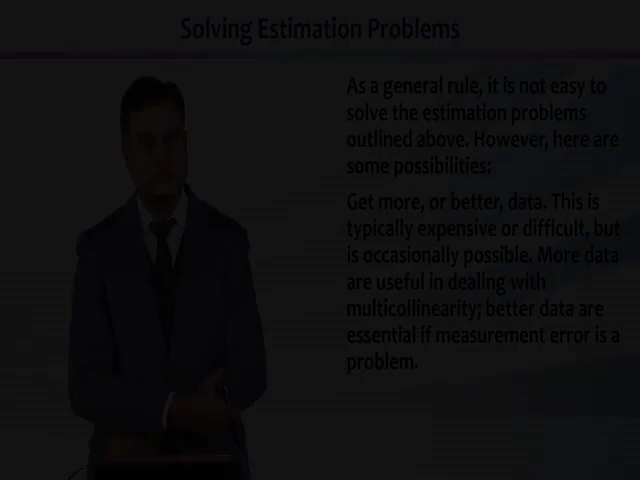 Solving Estimation Problems
As a general rule, it is not easy to
solve the estimation problems
outlined above. However, here are
some possibilities:
Get more, or better, data. This is
typically expensive or difficult, but
is occasionally possible. More data
are useful in dealing with
multicollinearity; better data are
essential if measurement error is a
problem.